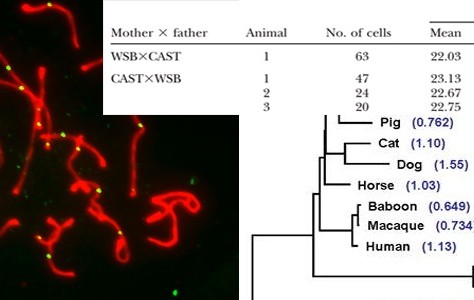 Mother × father Animal No. of cells Mean
WSB×CAST 1 63 22.03
CAST×WSB 1 47 23.13
2 24 22.67
3 20 22.75
Pig (0.762)
Cat (1.10)
Dog (1.55)
Horse (1.03)
Baboon (0.649)
Macaque (0.734
Human (1.13)